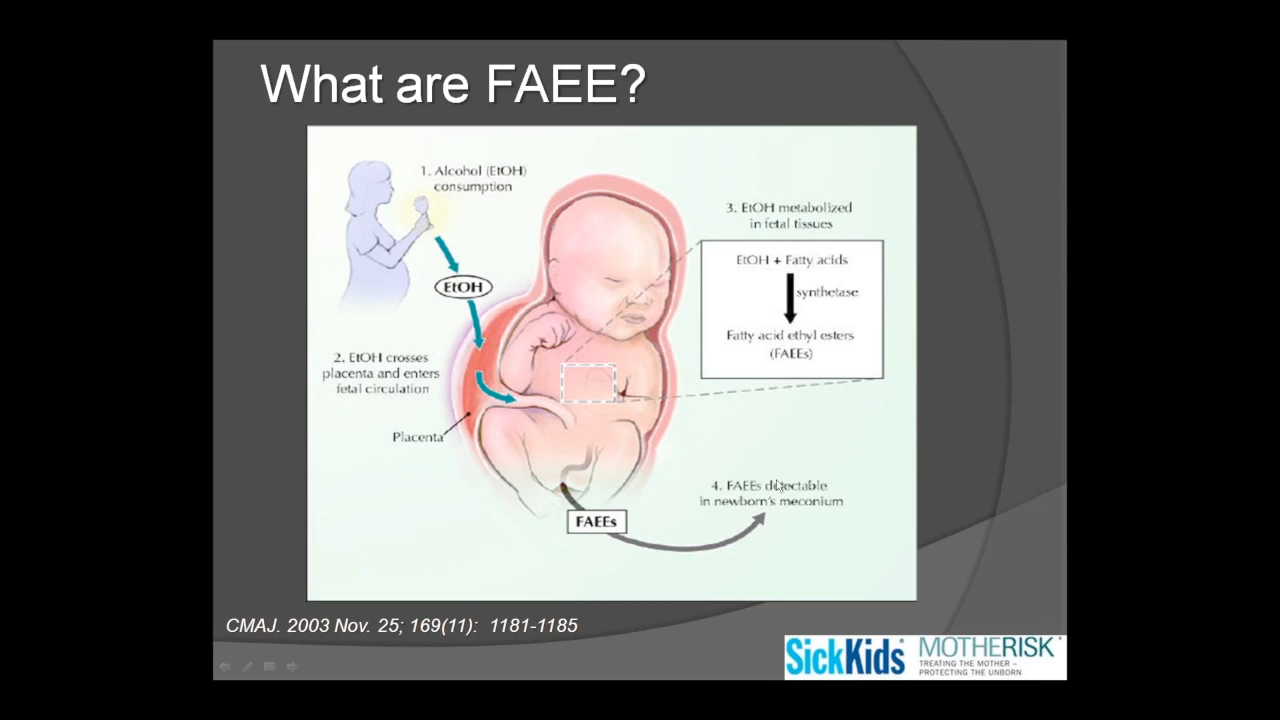 What are FAEE?
1. Alcohol (EtOH)
consumption
EtOH
2. EtOH crosses
placenta and enters
fetal circulation
Placenta
3. EtOH metabolized
in fetal tissues
EtOH + Fatty acids
synthetase
Fatty acid ethyl esters
(FAEEs)
4. FAEEs detectable
in newborn's meconium
FAEEs
CMAJ. 2003 Nov. 25; 169(11): 1181-1185
SickKids
MOTHERISK
TREATING THE MOTHER –
PROTECTING THE UNBORN